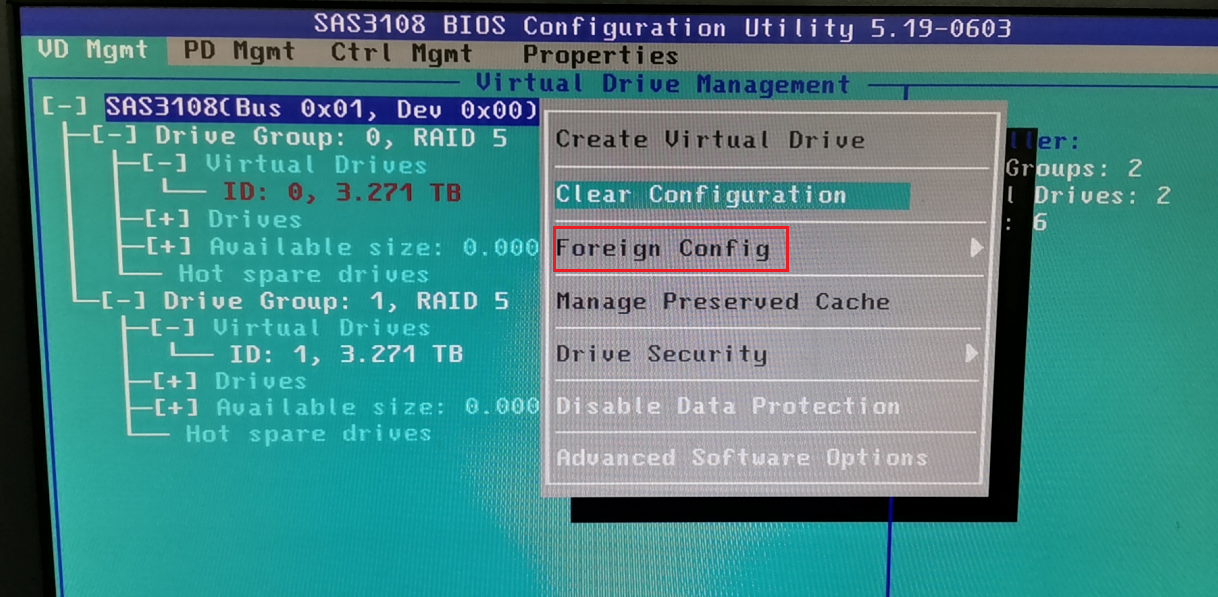 SAS3108 BIOS Configuration Utility 5.19-0603
VD Mgmt PD Mgmt Ctrl Mgmt Properties
Virtual Drive Management
[-] SAS3108(Bus 0x01, Dev 0x00)
[-] Drive Group: 0, RAID 5
[-] Virtual Drives
ID: 0, 3.271 TB
[+] Drives
[+] Available size: 0.000
Hot spare drives
[-] Drive Group: 1, RAID 5
[-] Virtual Drives
ID: 1, 3.271 TB
[+] Drives
[+] Available size: 0.000
Hot spare drives
Create Virtual Drive
Clear Configuration
Foreign Config
Manage Preserved Cache
Drive Security
Disable Data Protection
Advanced Software Options
ller:
Groups: 2
l Drives: 2
: 6